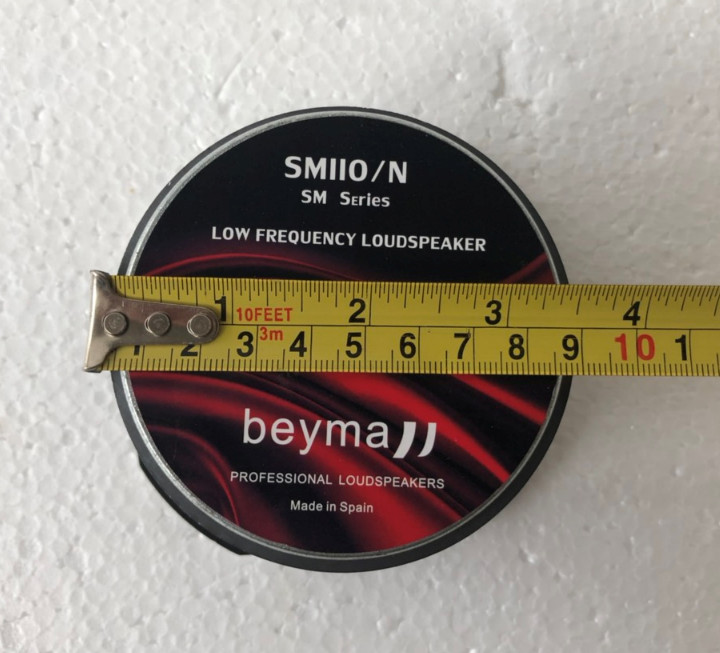 SM110/N
SM Series
LOW FREQUENCY LOUDSPEAKER
1 10FEET 2 3 4
3m
1 2 3 4 5 6 7 8 9 10 1
beyma
PROFESSIONAL LOUDSPEAKERS
Made in Spain